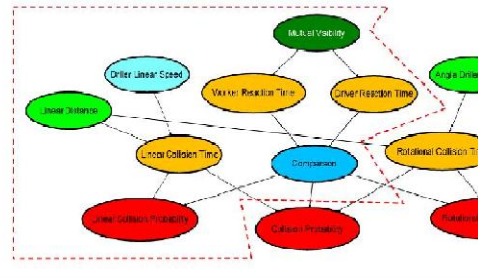 Mutual Visibility
Driller Linear Speed
Angle Driller
Worker Reaction Time
Driver Reaction Time
Linear Distance
Linear Collision Time
Comparison
Rotational Collision Ti
Linear Collision Probability
Collision Probability
Rotationa